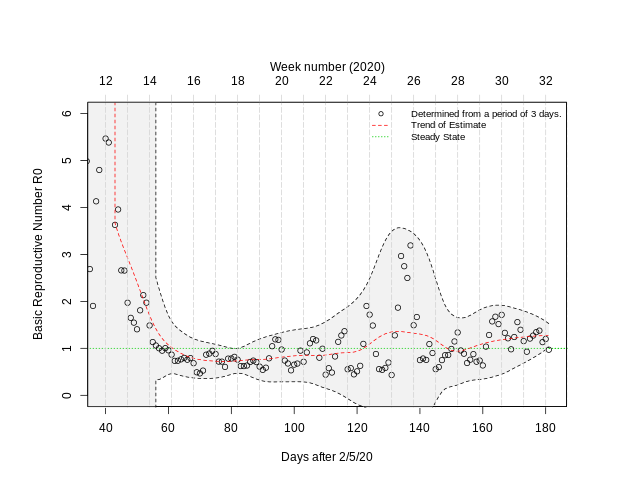 Week number (2020)
12 14 16 18 20 22 24 26 28 30 32
Determined from a period of 3 days.
Trend of Estimate
Steady State
Basic Reproductive Number R0
6
5
4
3
2
1
0
40 60 80 100 120 140 160 180
Days after 2/5/20